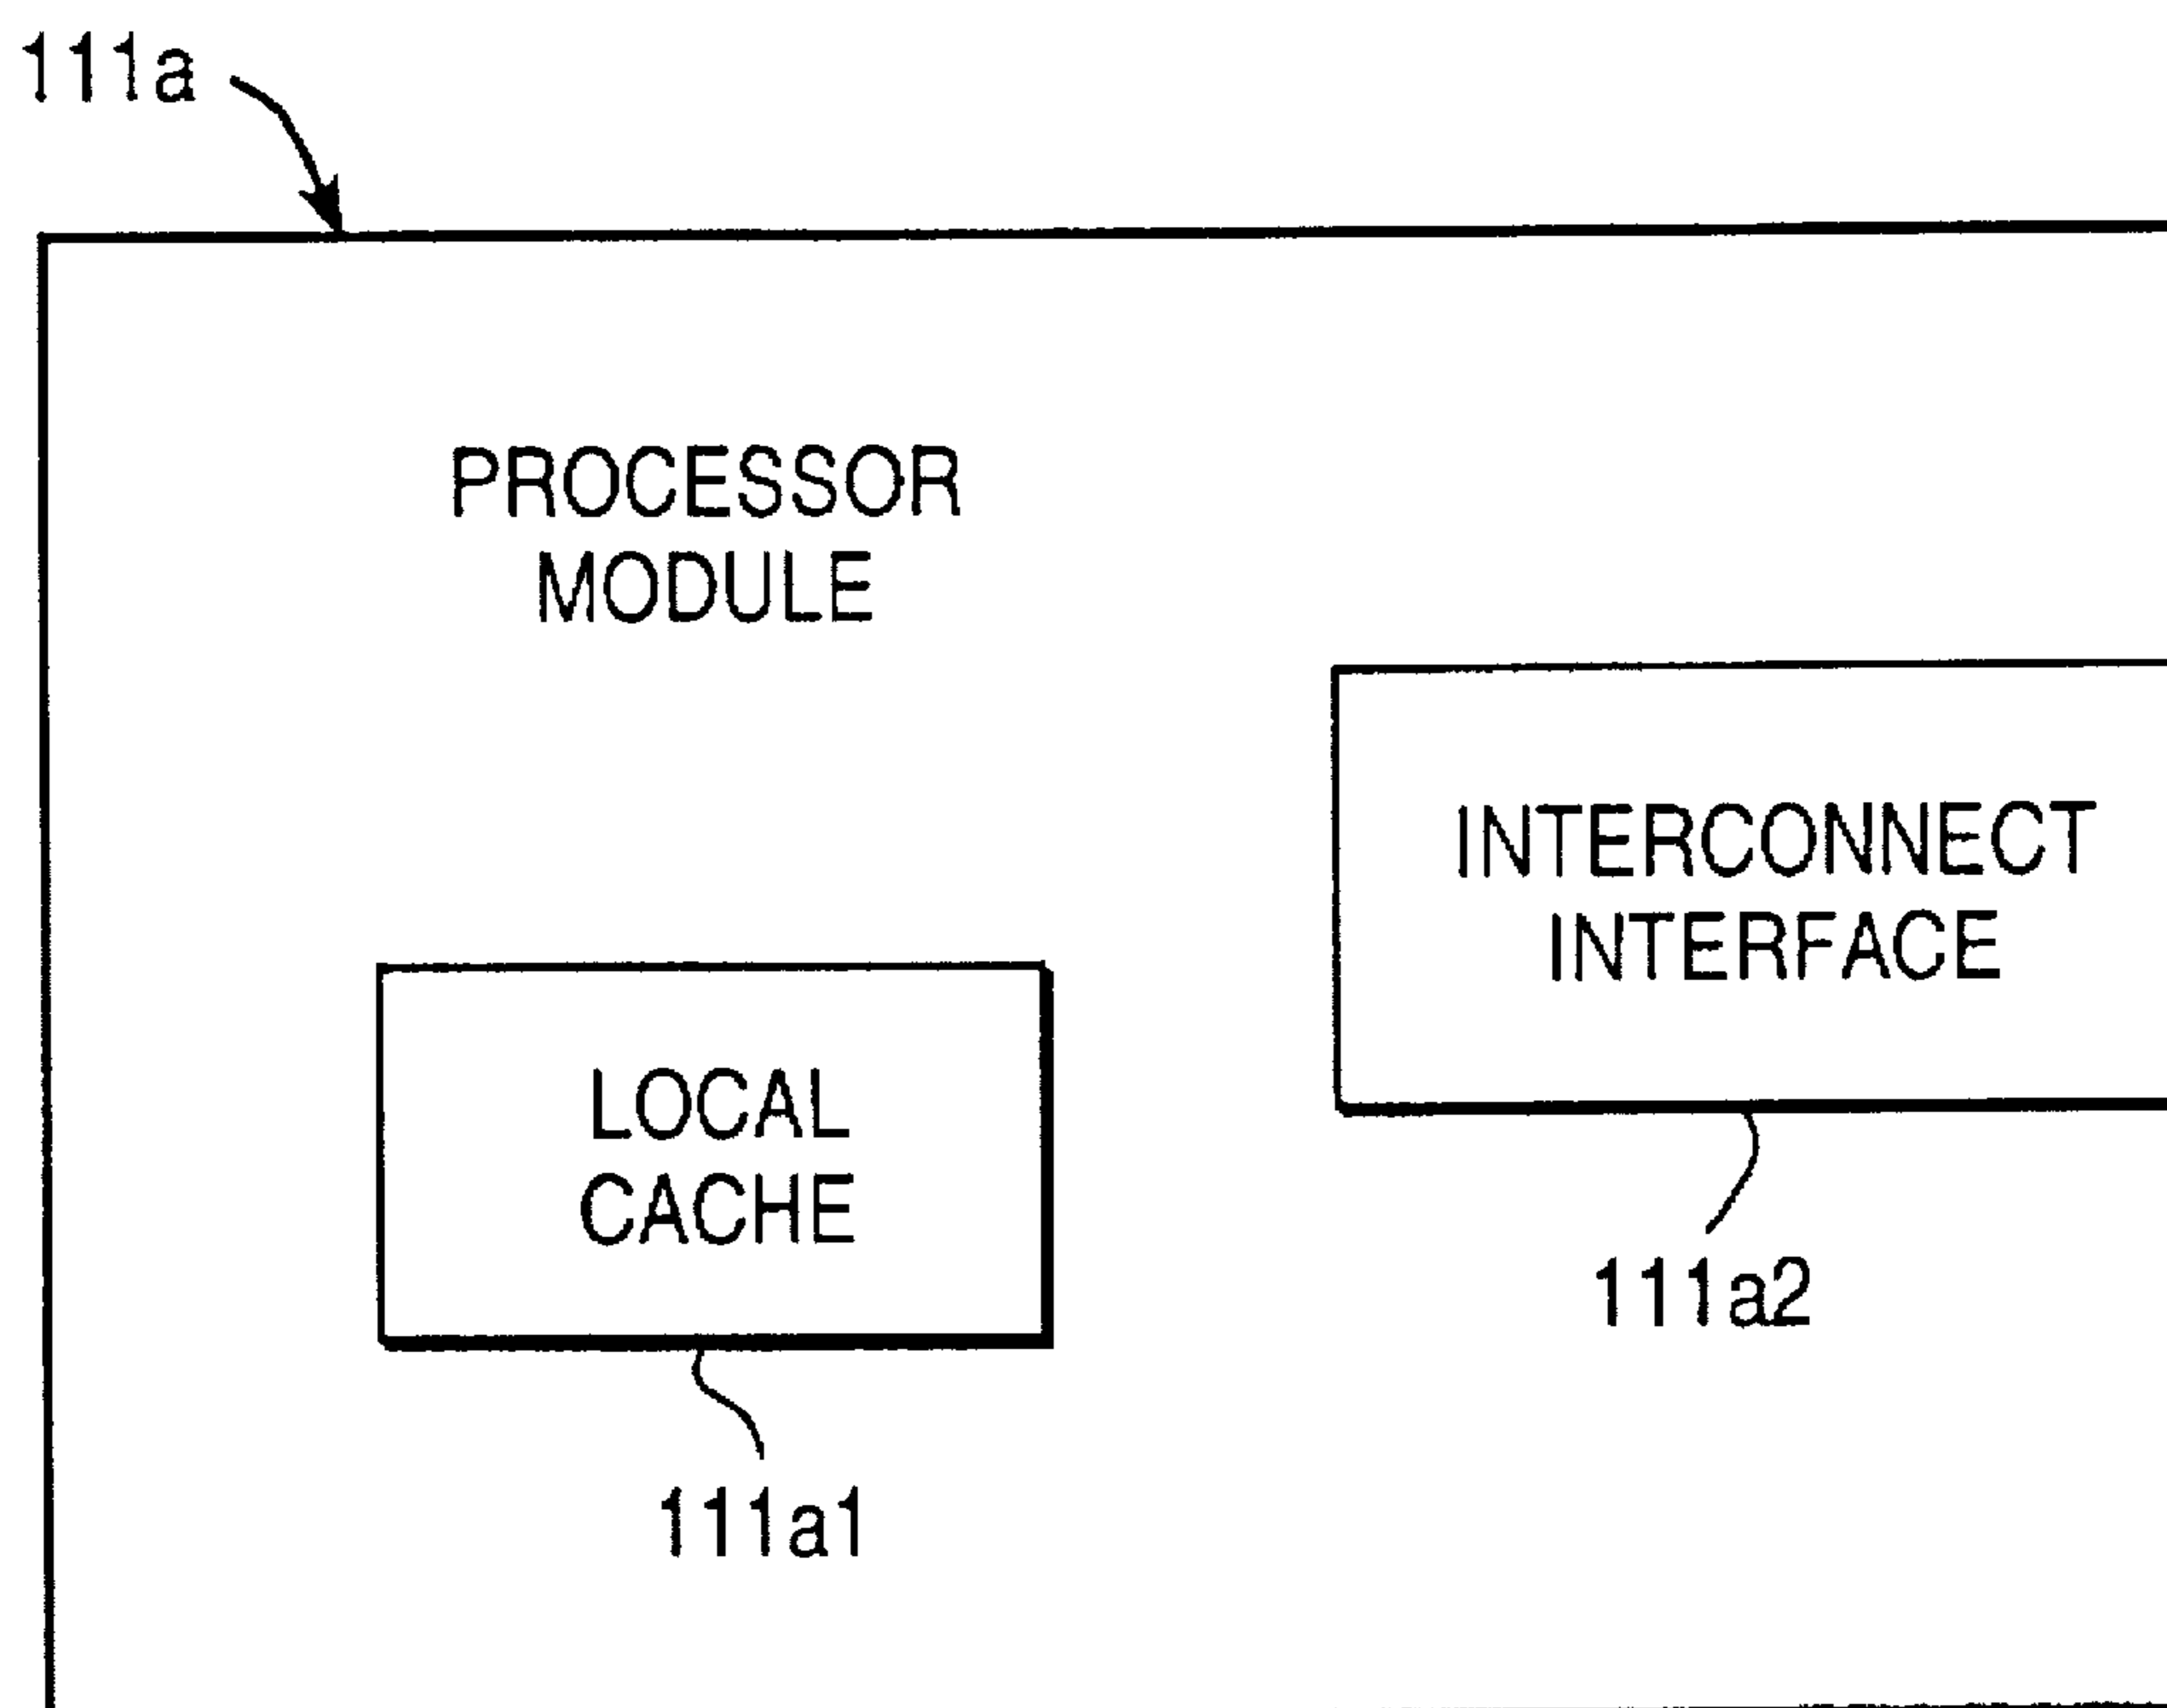 111a
PROCESSOR
MODULE
INTERCONNECT
INTERFACE
LOCAL
CACHE
111a2
111a1